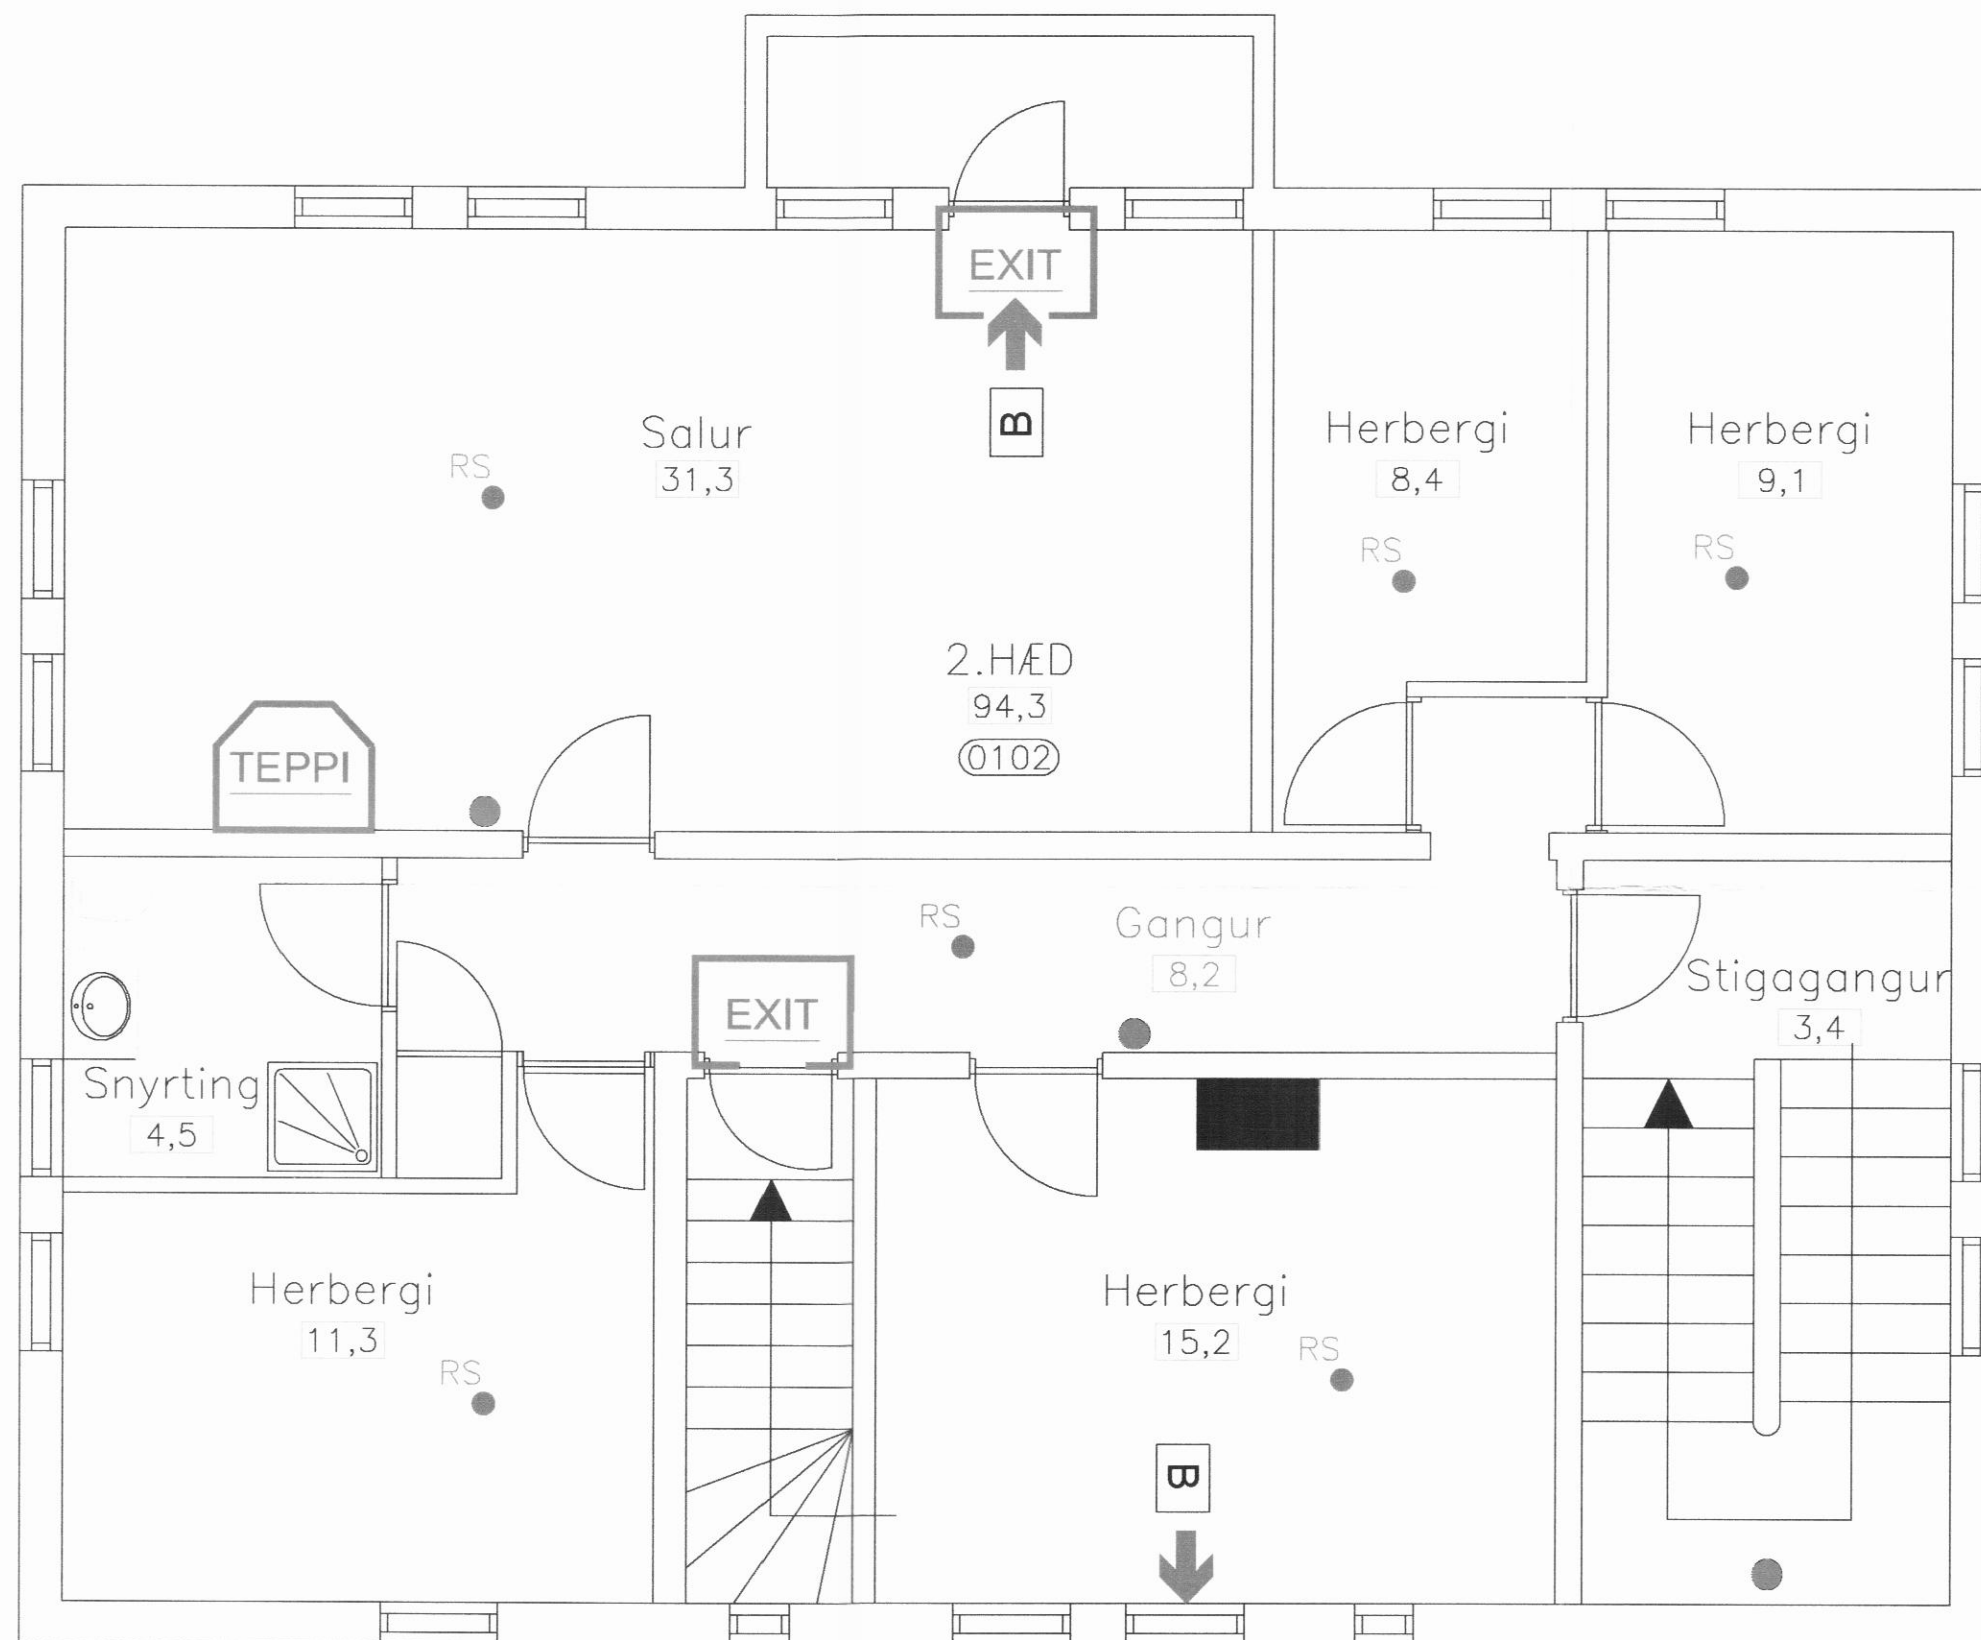 EXIT
B
Salur
31,3
RS
Herbergi
8,4
RS
Herbergi
9,1
RS
2.HÆD
94,3
0102
TEPPI
RS
Gangur
8,2
EXIT
Stigagangur
3,4
Snyrting
4,5
Herbergi
11,3
RS
Herbergi
15,2
RS
B